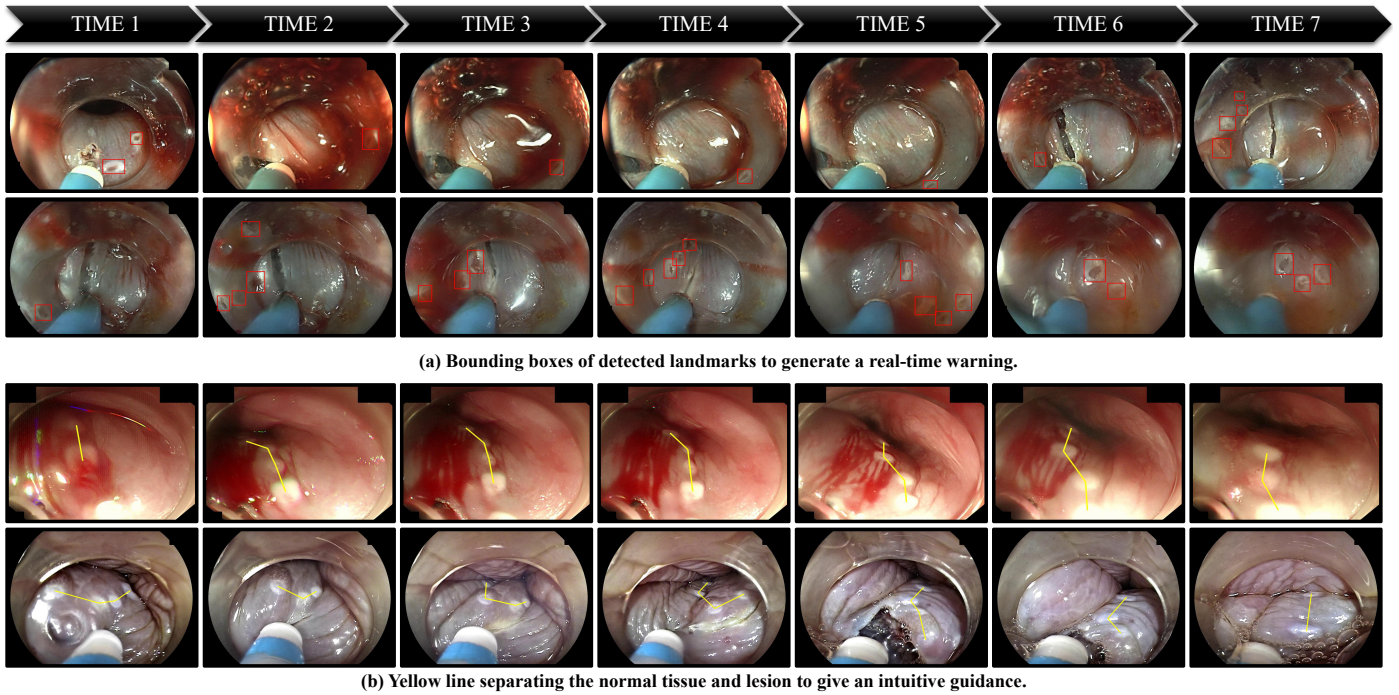 TIME 1 TIME 2 TIME 3 TIME 4 TIME 5 TIME 6 TIME 7
(a) Bounding boxes of detected landmarks to generate a real-time warning.
(b) Yellow line separating the normal tissue and lesion to give an intuitive guidance.